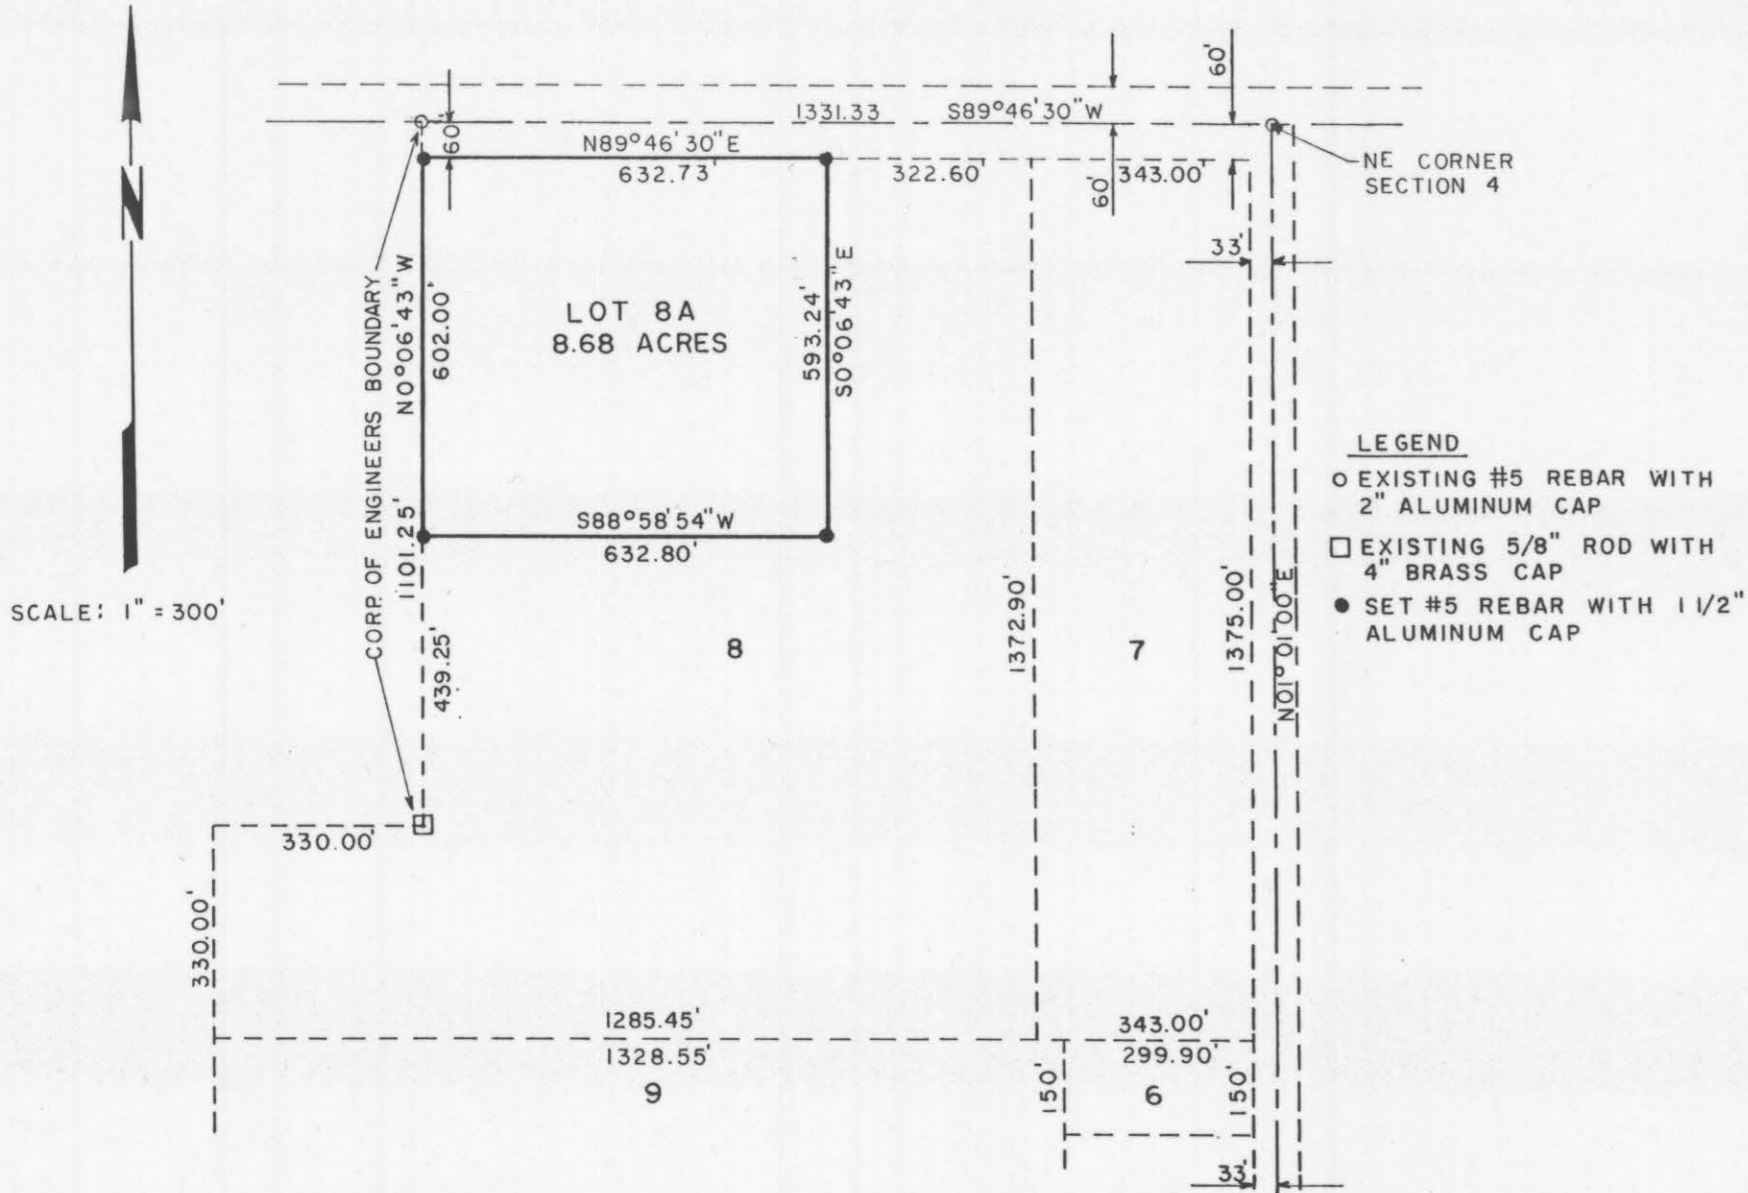 60'
1331.33 S89°46'30"W
60'
N89°46'30"E
632.73'
322.60'
60'
343.00'
NE CORNER
SECTION 4
33'
N
CORP. OF ENGINEERS BOUNDARY
N0°06'43"W
602.00'
1101.25'
LOT 8A
8.68 ACRES
593.24'
S0°06'43"E
S88°58'54"W
632.80'
LEGEND
EXISTING #5 REBAR WITH
2" ALUMINUM CAP
EXISTING 5/8" ROD WITH
4" BRASS CAP
SET #5 REBAR WITH 1 1/2"
ALUMINUM CAP
SCALE: 1" = 300'
439.25'
8
1372.90'
7
1375.00'
N01°01'00"E
330.00'
330.00'
1285.45'
343.00'
1328.55'
299.90'
9
150'
6
150'
33'